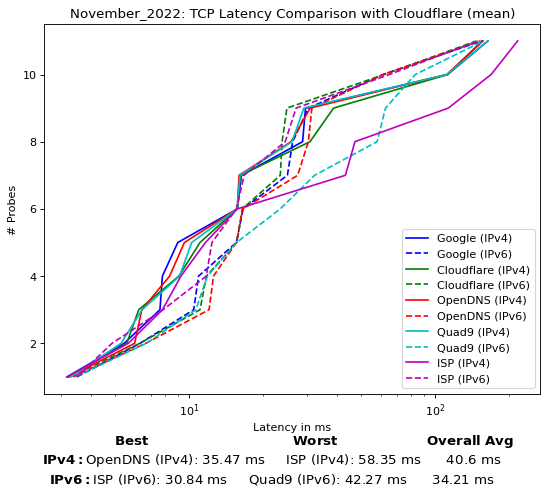 November_2022: TCP Latency Comparison with Cloudflare (mean)
# Probes
10
8
6
4
2
Google (IPv4)
Google (IPv6)
Cloudflare (IPv4)
Cloudflare (IPv6)
OpenDNS (IPv4)
OpenDNS (IPv6)
Quad9 (IPv4)
Quad9 (IPv6)
ISP (IPv4)
ISP (IPv6)
10¹ 10²
Latency in ms
Best Worst Overall Avg
IPv4: OpenDNS (IPv4): 35.47 ms ISP (IPv4): 58.35 ms 40.6 ms
IPv6: ISP (IPv6): 30.84 ms Quad9 (IPv6): 42.27 ms 34.21 ms